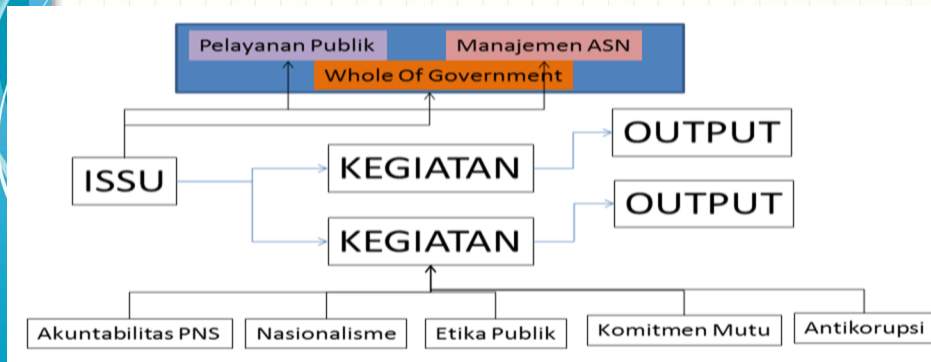 Pelayanan Publik
Manajemen ASN
Whole Of Government
OUTPUT
KEGIATAN
ISSU
OUTPUT
KEGIATAN
Akuntabilitas PNS
Nasionalisme
Etika Publik
Komitmen Mutu
Antikorupsi